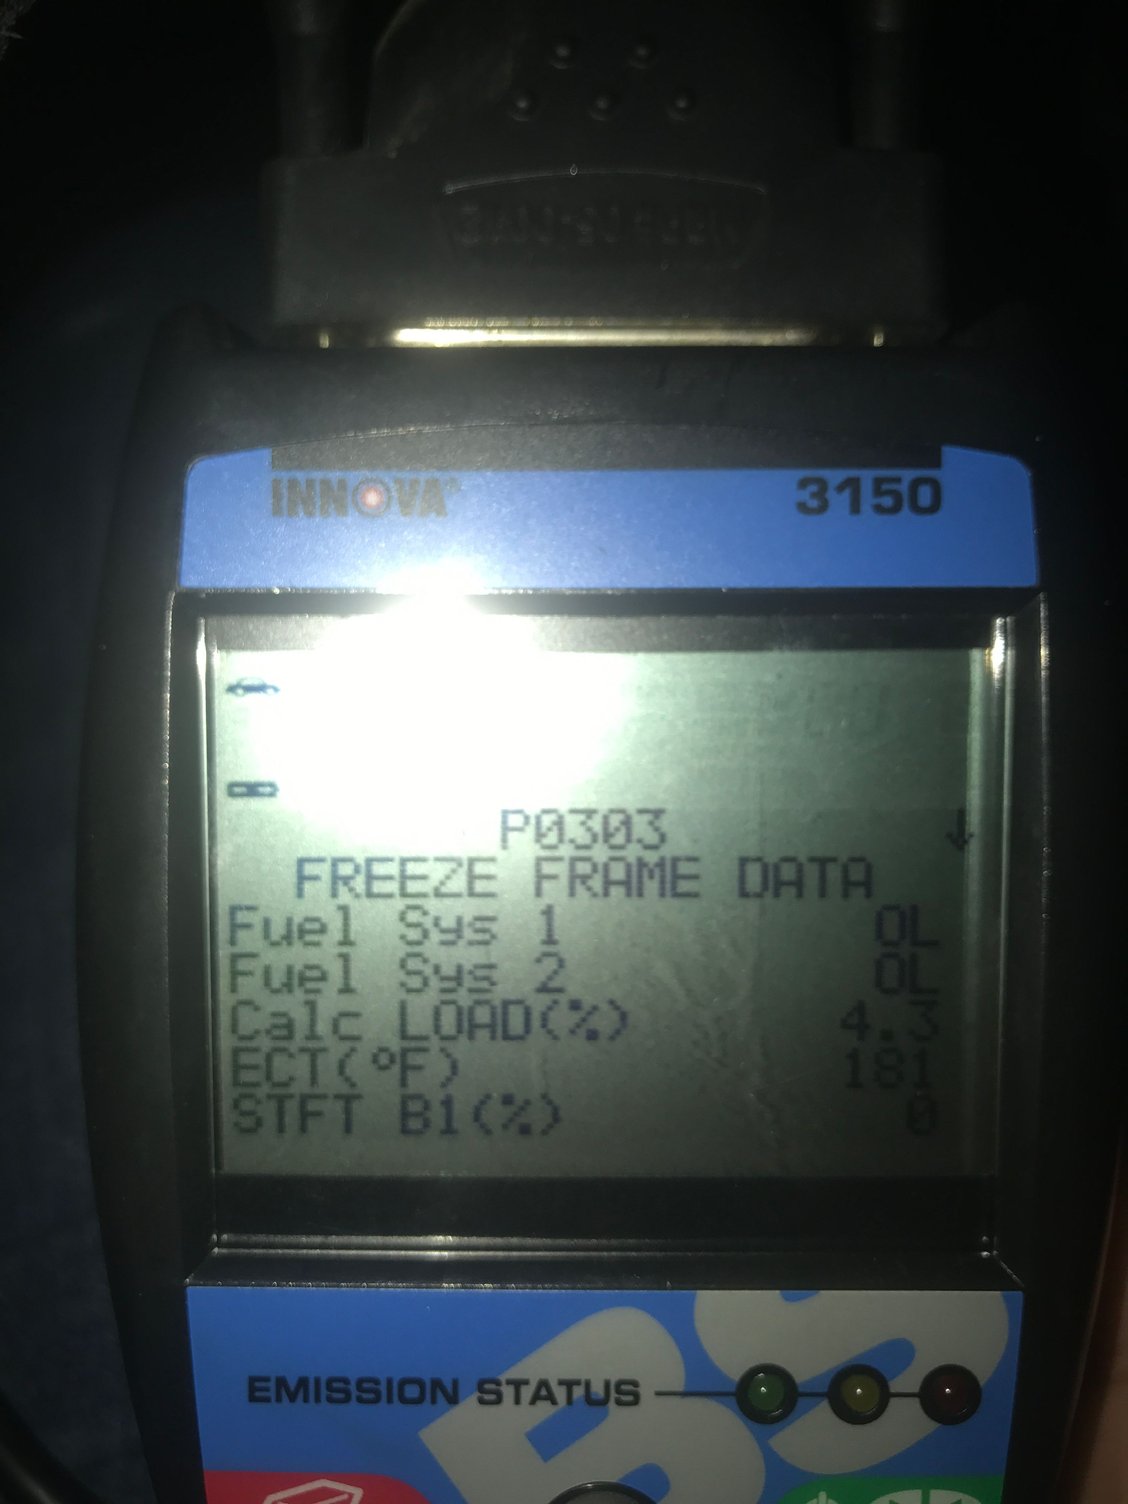 INNOVA
3150
P0303
FREEZE FRAME DATA
Fuel Sys 1 OL
Fuel Sys 2 OL
Calc LOAD(%) 4.3
ECT(°F) 181
STFT B1(%) 0
EMISSION STATUS